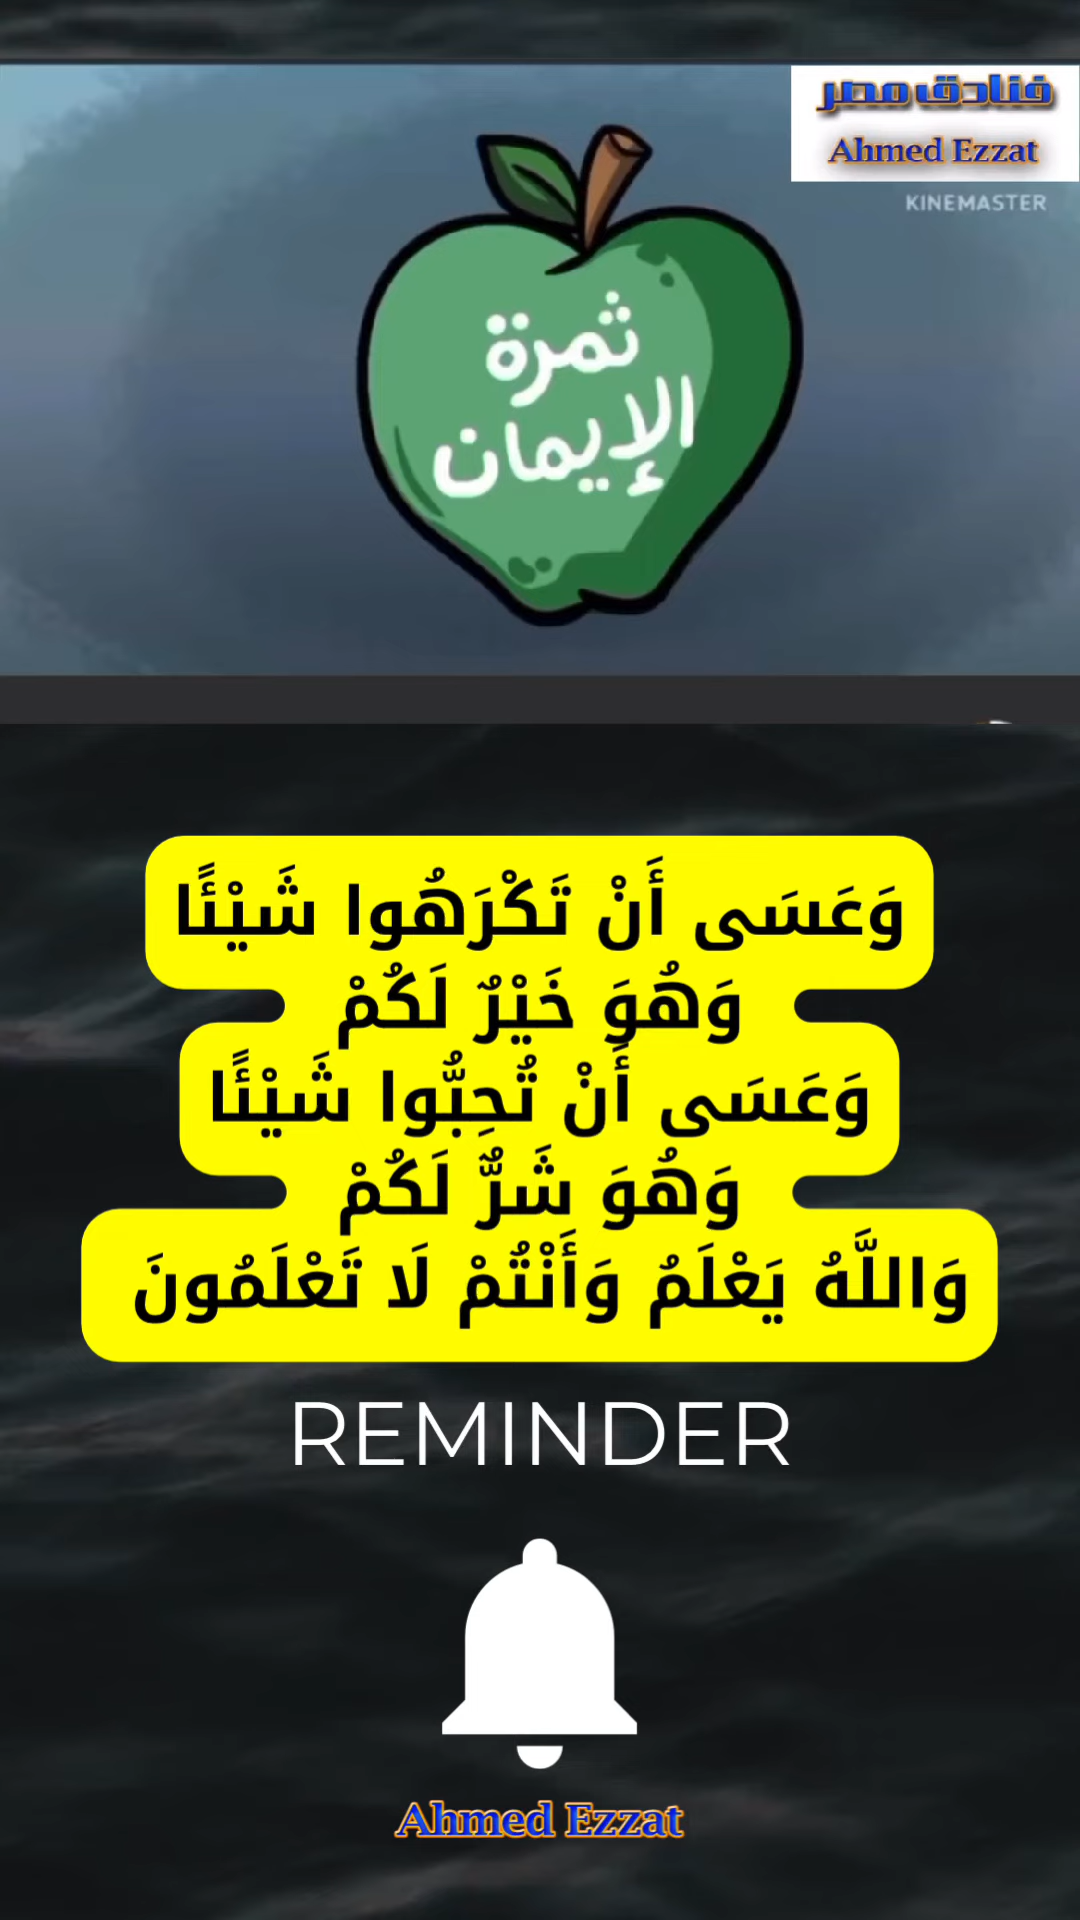 فنادق مصر
Ahmed Ezzat
KINEMASTER
ثمرة
الإيمان
وَعَسَى أَنْ تَكْرَهُوا شَيْئًا
وَهُوَ خَيْرٌ لَكُمْ
وَعَسَى أَنْ تُحِبُّوا شَيْئًا
وَهُوَ شَرٌّ لَكُمْ
وَاللَّهُ يَعْلَمُ وَأَنْتُمْ لَا تَعْلَمُونَ
REMINDER
Ahmed Ezzat